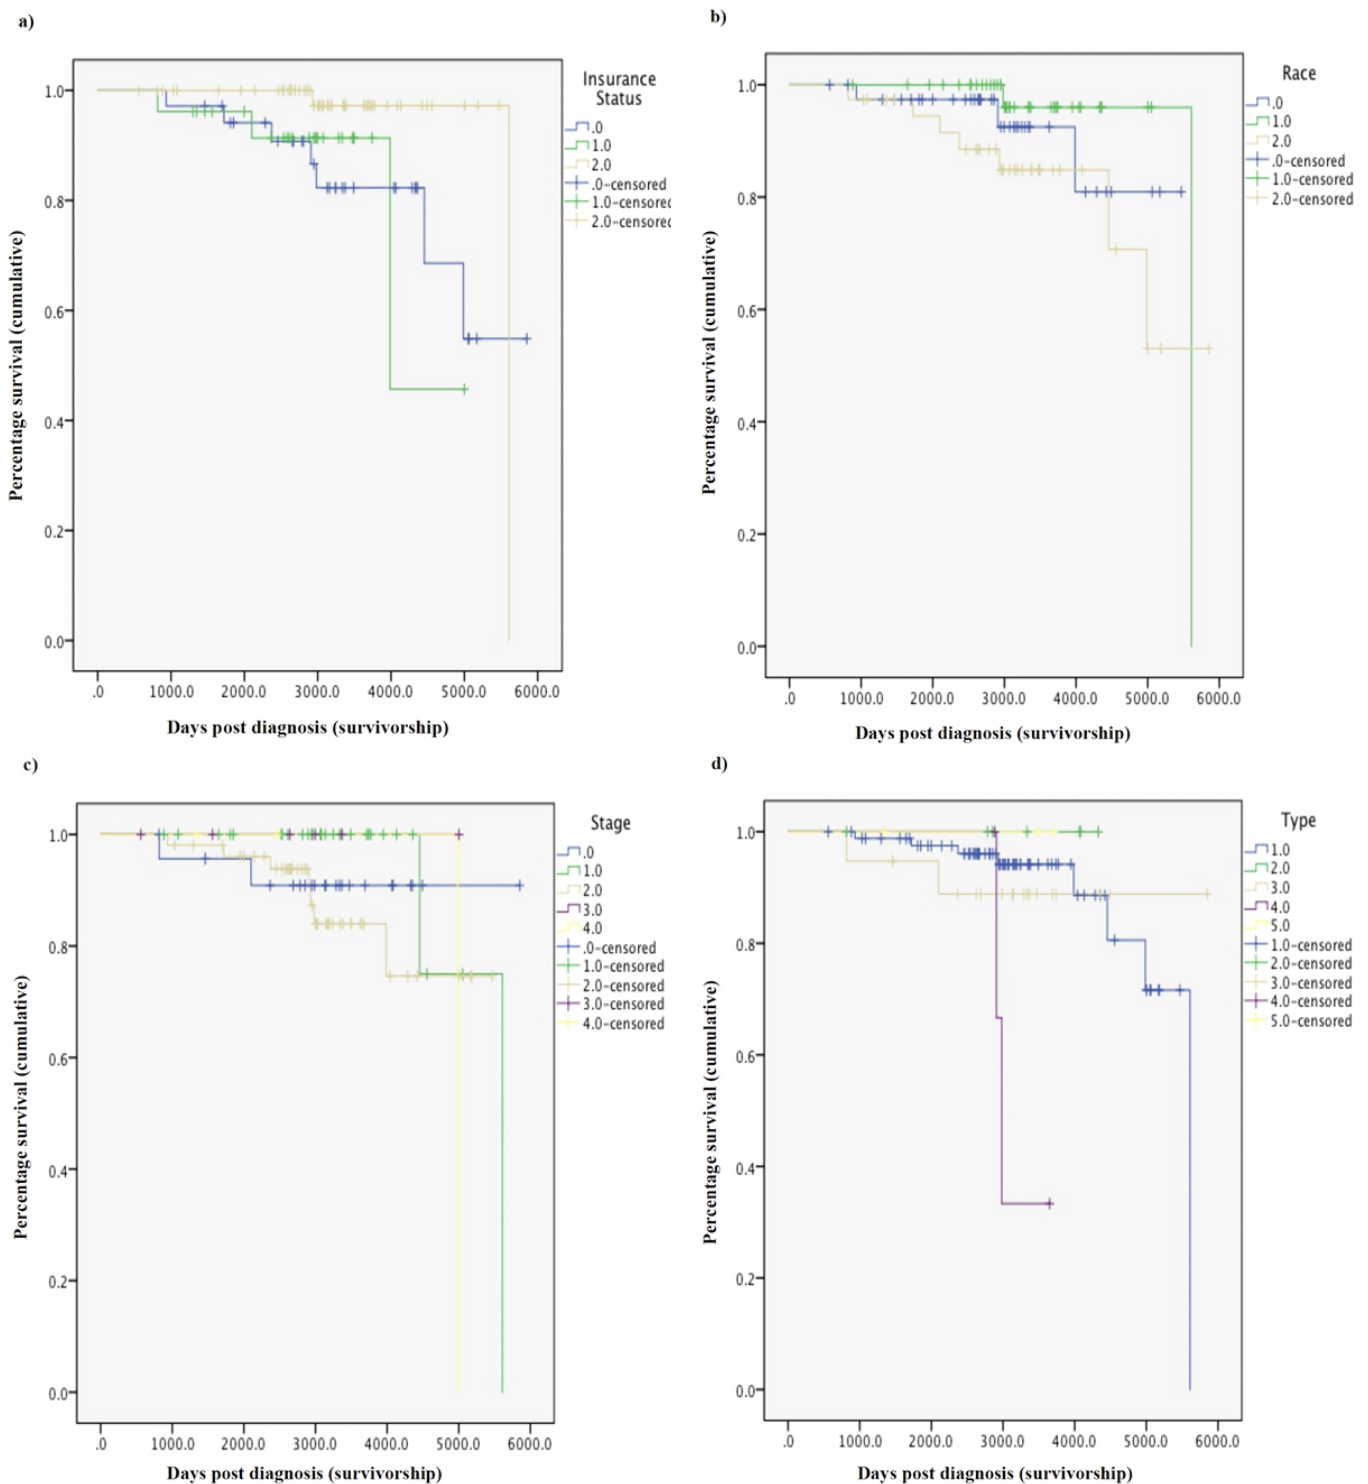 a)
Insurance
Status
.0
1.0
2.0
.0-censored
1.0-censored
2.0-censored
1.0
0.8
0.6
0.4
0.2
0.0
Percentage survival (cumulative)
.0 1000.0 2000.0 3000.0 4000.0 5000.0 6000.0
Days post diagnosis (survivorship)
b)
Race
.0
1.0
2.0
.0-censored
1.0-censored
2.0-censored
1.0
0.8
0.6
0.4
0.2
0.0
Percentage survival (cumulative)
.0 1000.0 2000.0 3000.0 4000.0 5000.0 6000.0
Days post diagnosis (survivorship)
c)
Stage
.0
1.0
2.0
3.0
4.0
.0-censored
1.0-censored
2.0-censored
3.0-censored
4.0-censored
1.0
0.8
0.6
0.4
0.2
0.0
Percentage survival (cumulative)
.0 1000.0 2000.0 3000.0 4000.0 5000.0 6000.0
Days post diagnosis (survivorship)
d)
Type
1.0
2.0
3.0
4.0
5.0
1.0-censored
2.0-censored
3.0-censored
4.0-censored
5.0-censored
1.0
0.8
0.6
0.4
0.2
0.0
Percentage survival (cumulative)
.0 1000.0 2000.0 3000.0 4000.0 5000.0 6000.0
Days post diagnosis (survivorship)